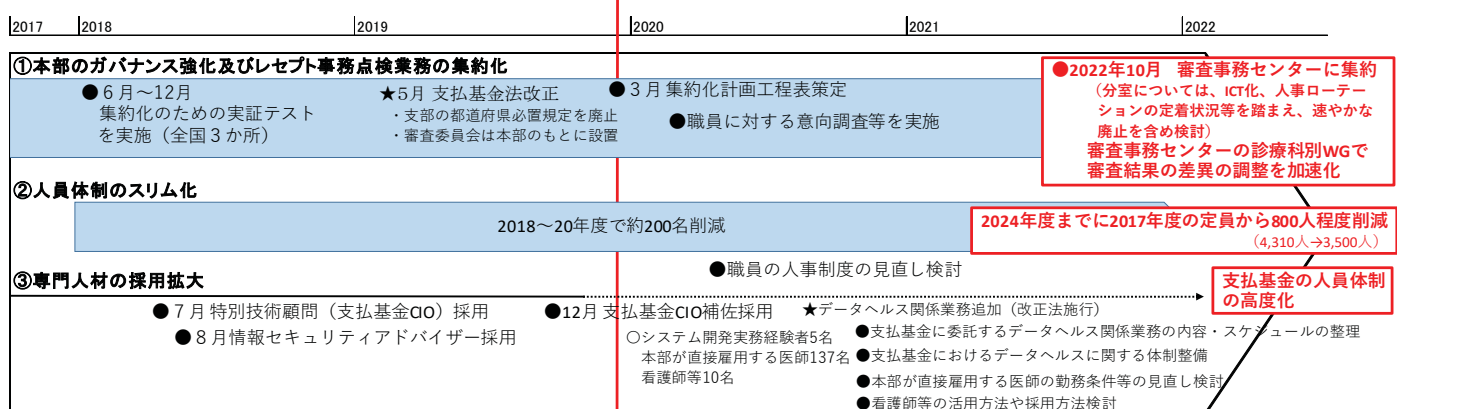 2017 2018 2019 2020 2021 2022
①本部のガバナンス強化及びレセプト事務点検業務の集約化
●６月～12月
集約化のための実証テスト
を実施（全国３か所）
★5月 支払基金法改正
・支部の都道府県必置規定を廃止
・審査委員会は本部のもとに設置
●３月 集約化計画工程表策定
●職員に対する意向調査等を実施
●2022年10月　審査事務センターに集約
（分室については、ICT化、人事ローテー
ションの定着状況等を踏まえ、速やかな
廃止を含め検討）
審査事務センターの診療科別WGで
審査結果の差異の調整を加速化
②人員体制のスリム化
2018～20年度で約200名削減
2024年度までに2017年度の定員から800人程度削減
（4,310人→3,500人）
③専門人材の採用拡大
●職員の人事制度の見直し検討
支払基金の人員体制
の高度化
●７月 特別技術顧問（支払基金CIO）採用
●８月情報セキュリティアドバイザー採用
●12月 支払基金CIO補佐採用
○システム開発実務経験者5名
本部が直接雇用する医師137名
看護師等10名
★データヘルス関係業務追加（改正法施行）
●支払基金に委託するデータヘルス関係業務の内容・スケジュールの整理
●支払基金におけるデータヘルスに関する体制整備
●本部が直接雇用する医師の勤務条件等の見直し検討
●看護師等の活用方法や採用方法検討